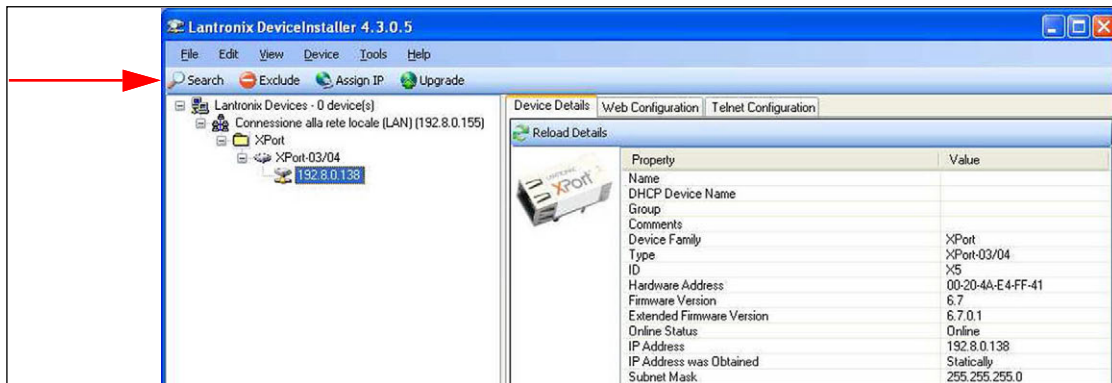 Lantronix DeviceInstaller 4.3.0.5
File Edit View Device Tools Help
Search Exclude Assign IP Upgrade
Lantronix Devices - 0 device(s)
Connessione alla rete locale (LAN) (192.8.0.155)
XPort
XPort-03/04
192.8.0.138
Device Details Web Configuration Telnet Configuration
Reload Details
LANTRONIX
XPort
Property Value
Name
DHCP Device Name
Group
Comments
Device Family XPort
Type XPort-03/04
ID X5
Hardware Address 00-20-4A-E4-FF-41
Firmware Version 6.7
Extended Firmware Version 6.7.0.1
Online Status Online
IP Address 192.8.0.138
IP Address was Obtained Statically
Subnet Mask 255.255.255.0